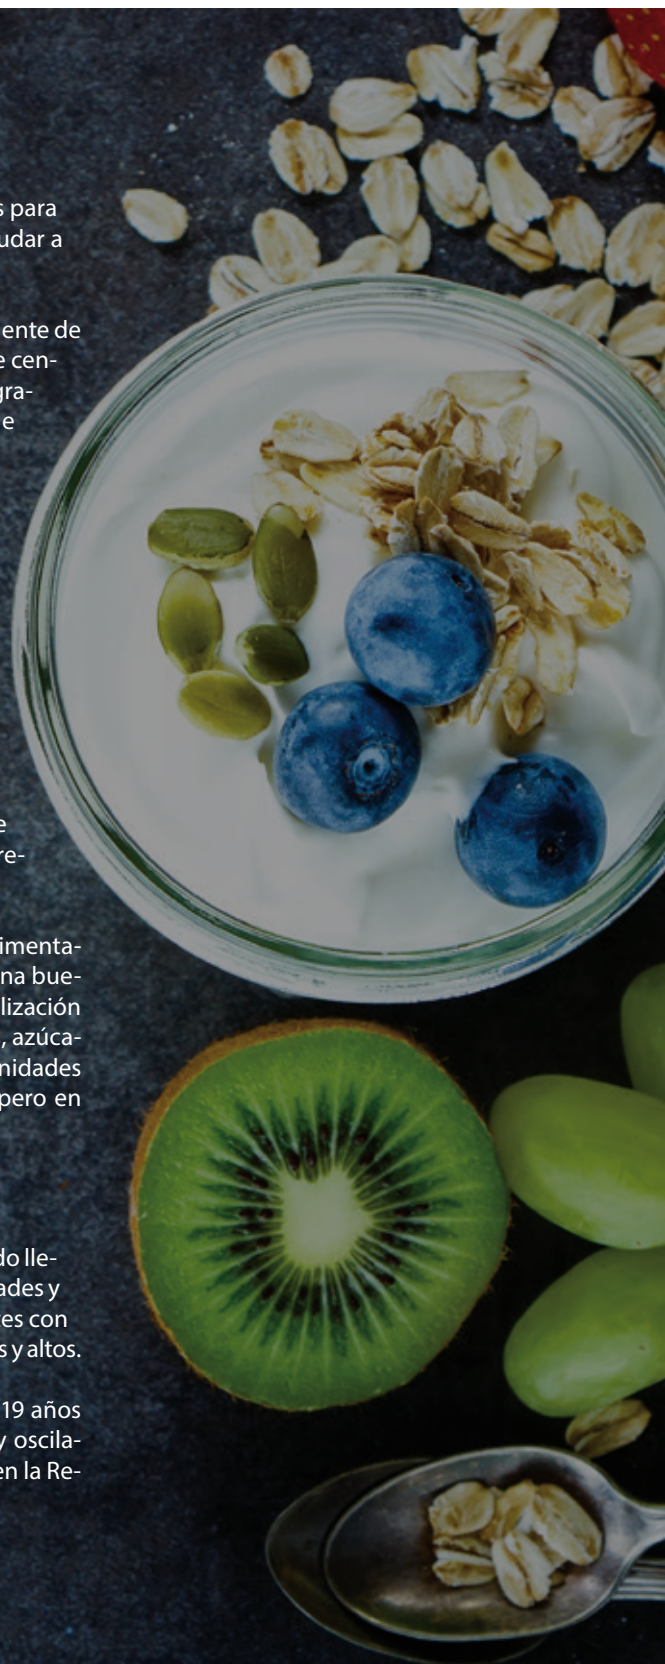 s para
udar a
ente de
e cen-
gra-
e
e
re-
imenta-
na bue-
lización
, azúca-
nidades
pero en
do lle-
ades y
tes con
s y altos.
19 años
y oscila-
en la Re-